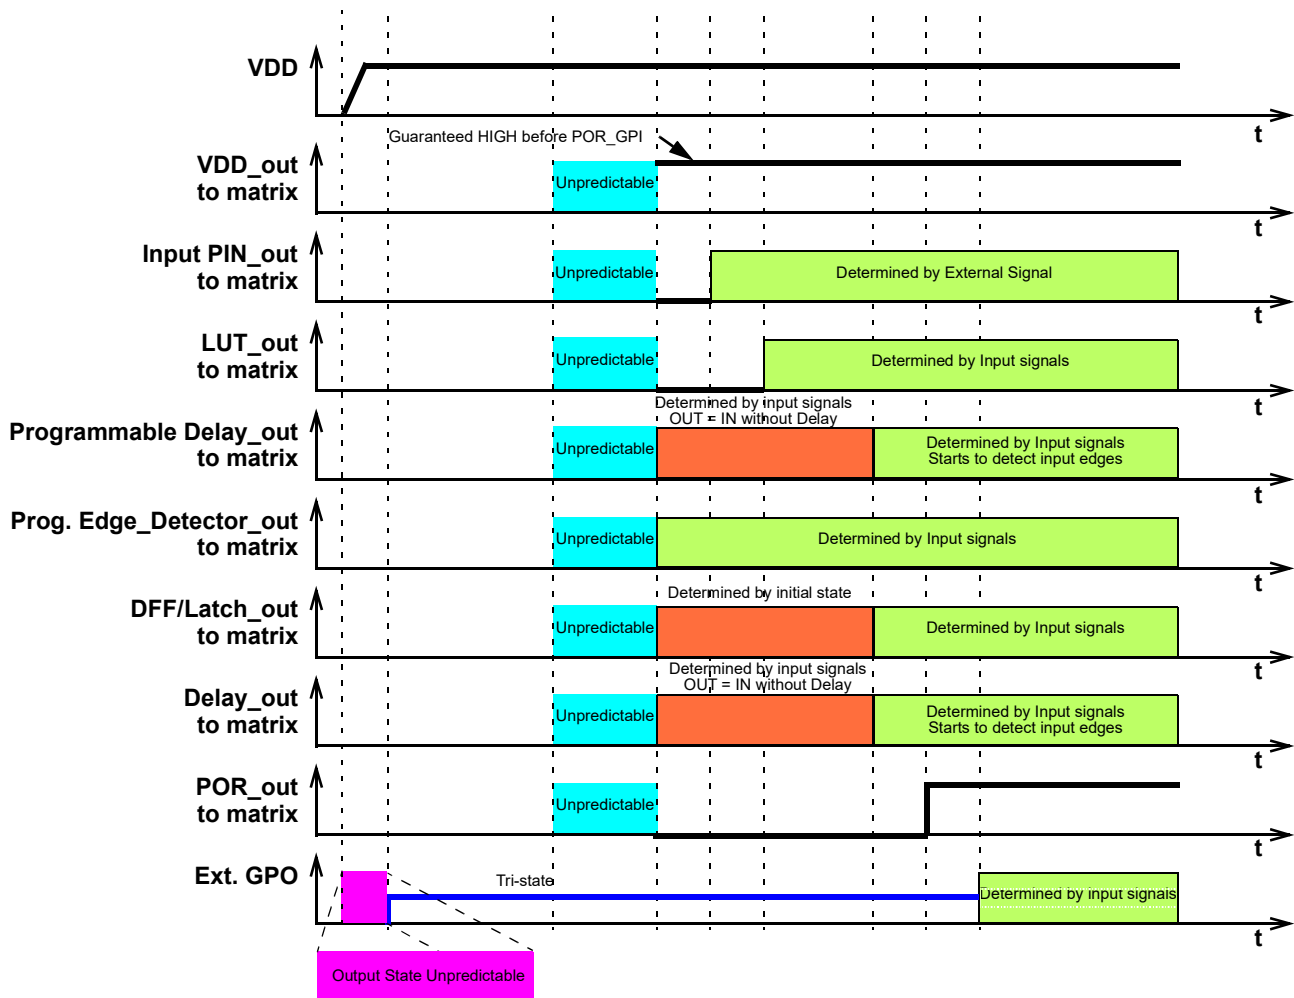 VDD
t
Guaranteed HIGH before POR_GPI
VDD_out
to matrix
Unpredictable
t
Input PIN_out
to matrix
Unpredictable
Determined by External Signal
t
LUT_out
to matrix
Unpredictable
Determined by Input signals
t
Determined by input signals
OUT = IN without Delay
Programmable Delay_out
to matrix
Unpredictable
Determined by Input signals
Starts to detect input edges
t
Prog. Edge_Detector_out
to matrix
Unpredictable
Determined by Input signals
t
Determined by initial state
DFF/Latch_out
to matrix
Unpredictable
Determined by Input signals
t
Determined by input signals
OUT = IN without Delay
Delay_out
to matrix
Unpredictable
Determined by Input signals
Starts to detect input edges
t
POR_out
to matrix
Unpredictable
t
Ext. GPO
Tri-state
Determined by input signals
t
Output State Unpredictable